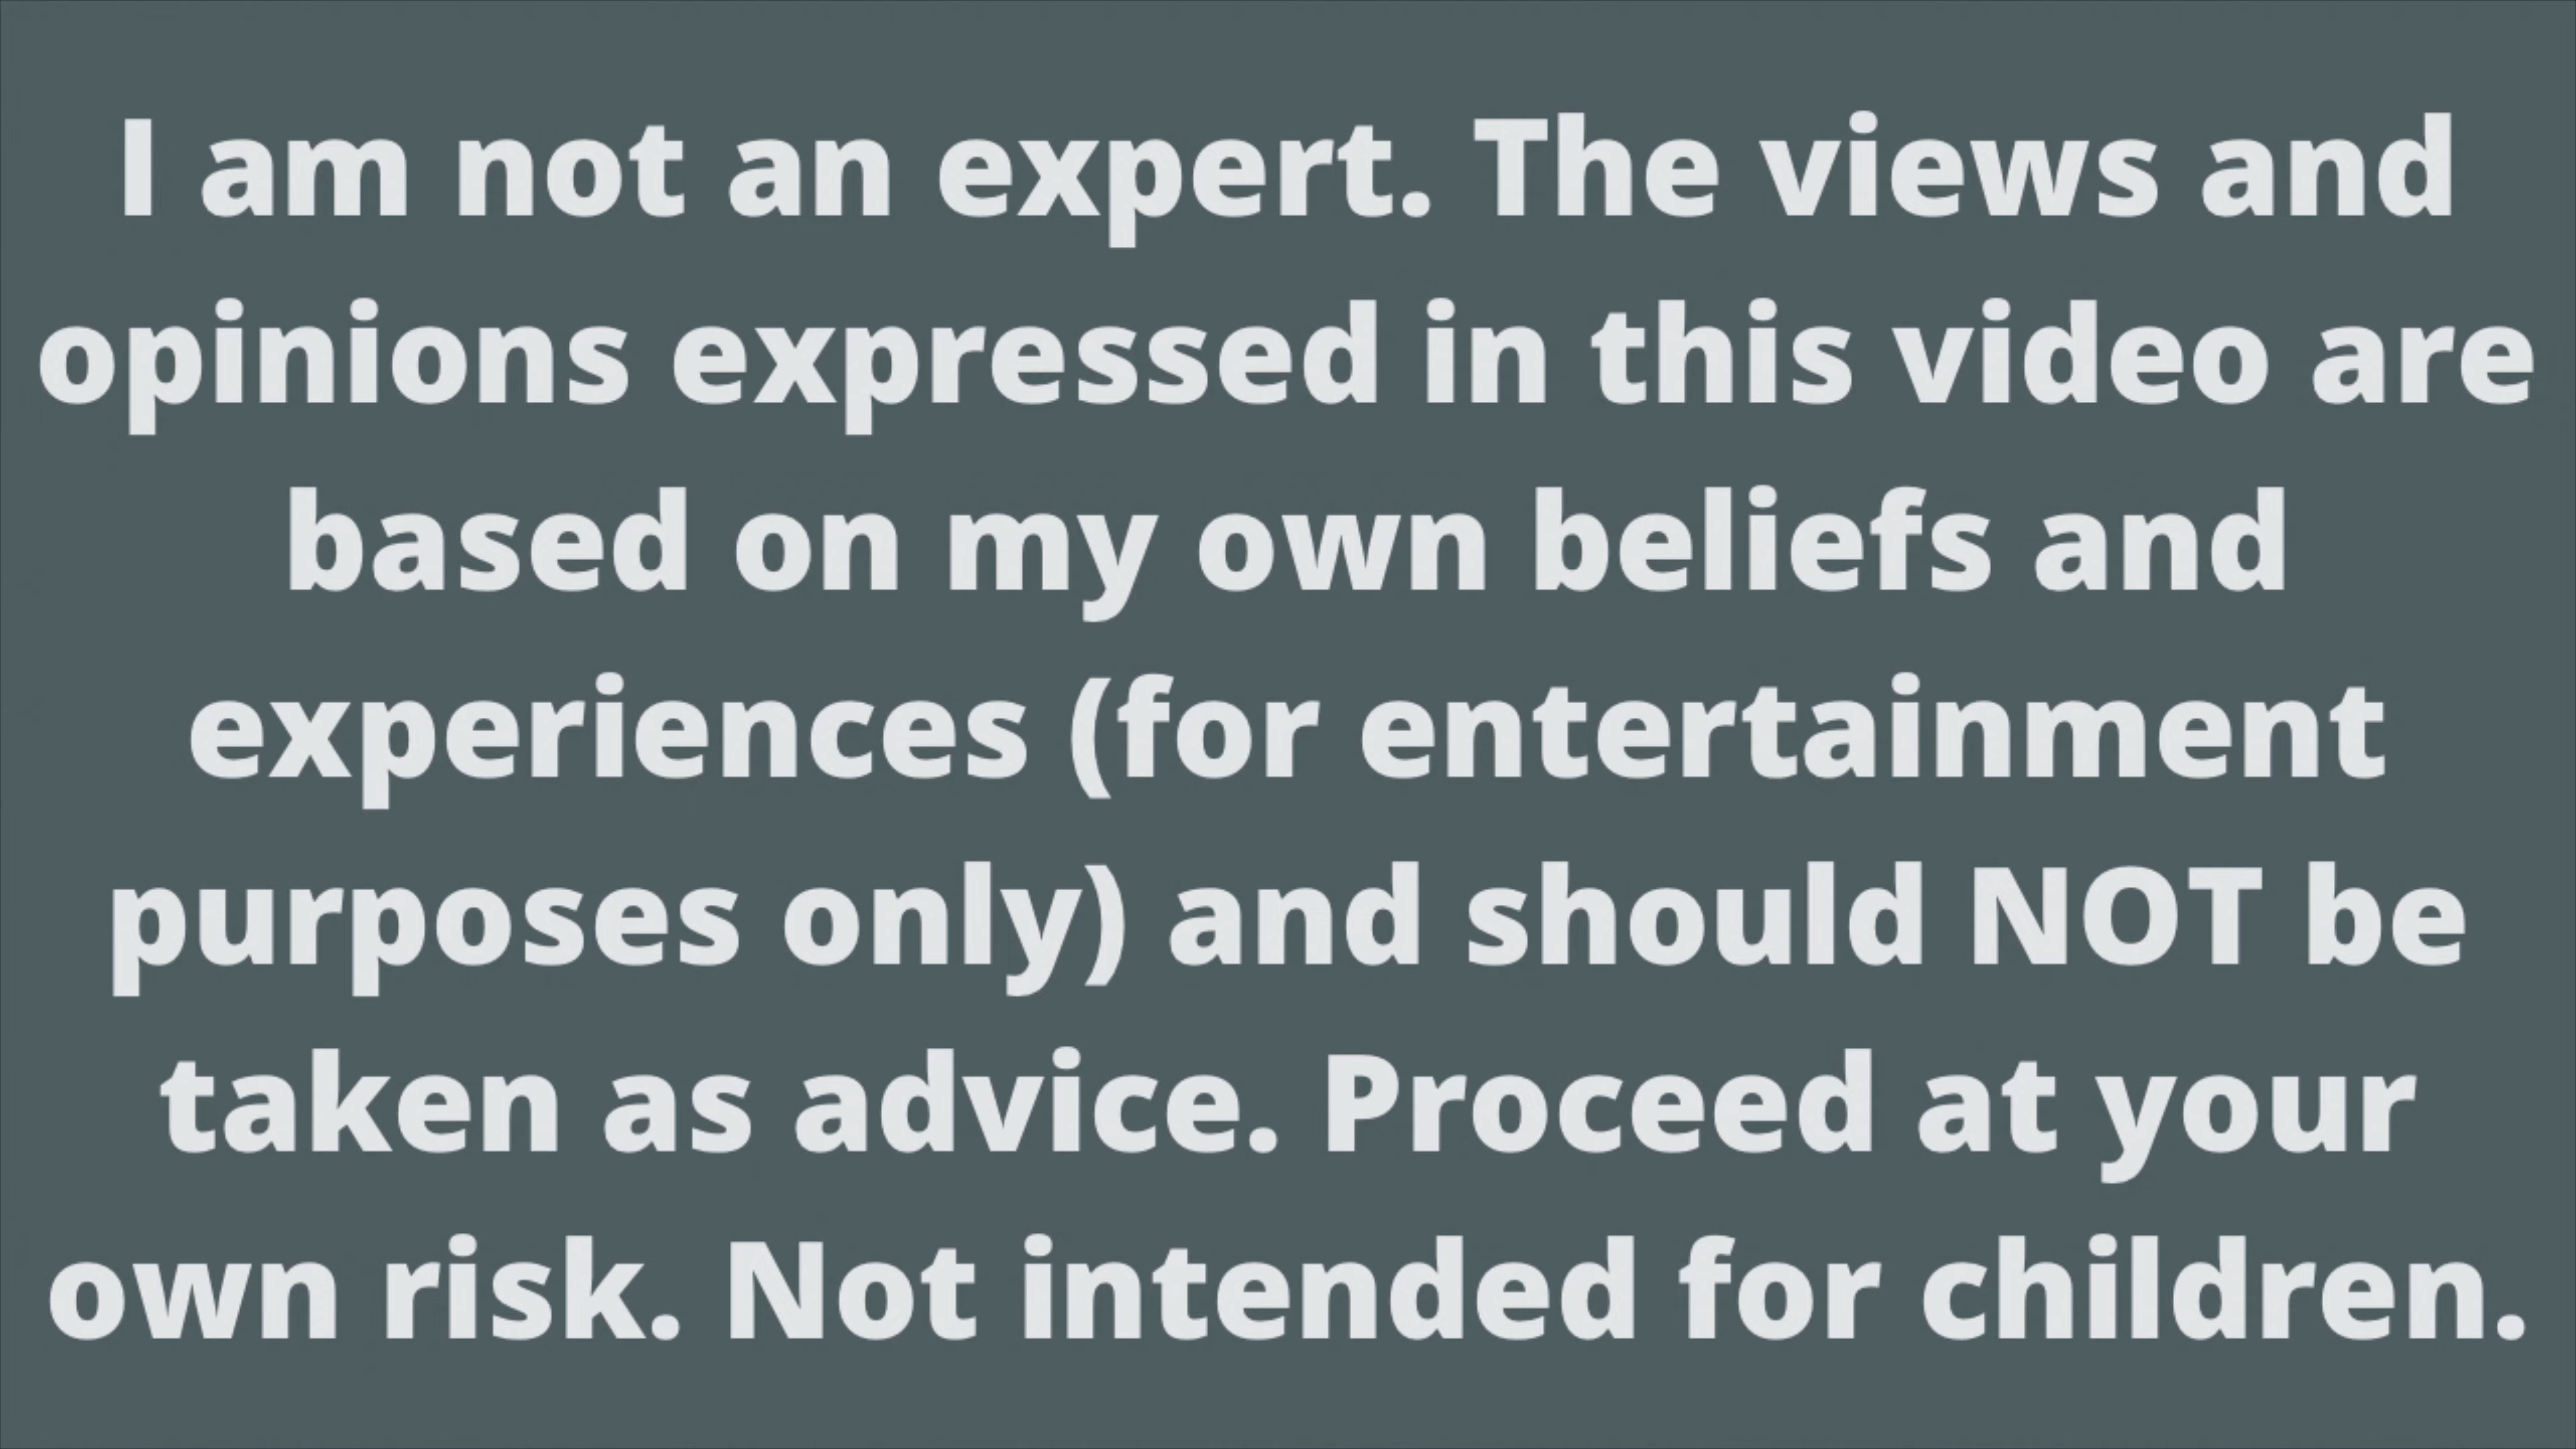 I am not an expert. The views and
opinions expressed in this video are
based on my own beliefs and
experiences (for entertainment
purposes only) and should NOT be
taken as advice. Proceed at your
own risk. Not intended for children.